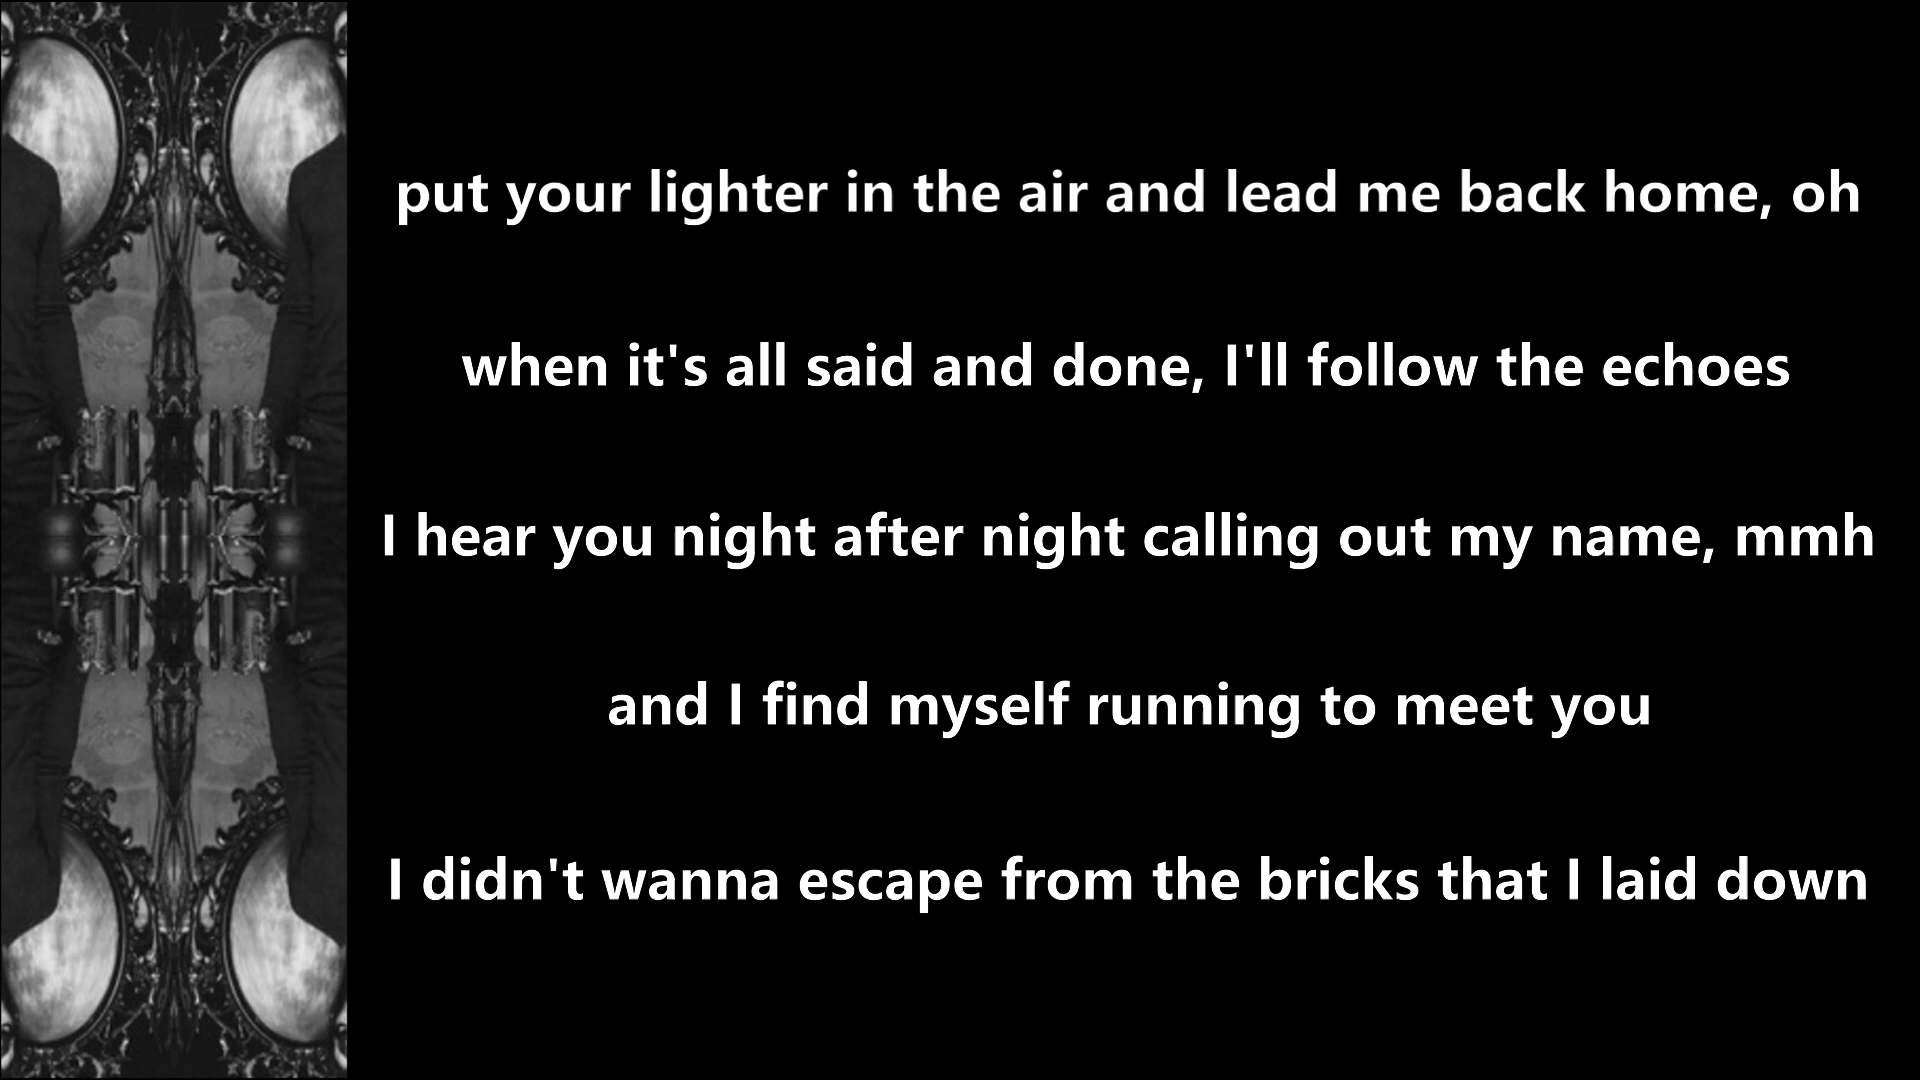 put your lighter in the air and lead me back home, oh
when it's all said and done, I'll follow the echoes
I hear you night after night calling out my name, mmh
and I find myself running to meet you
I didn't wanna escape from the bricks that I laid down